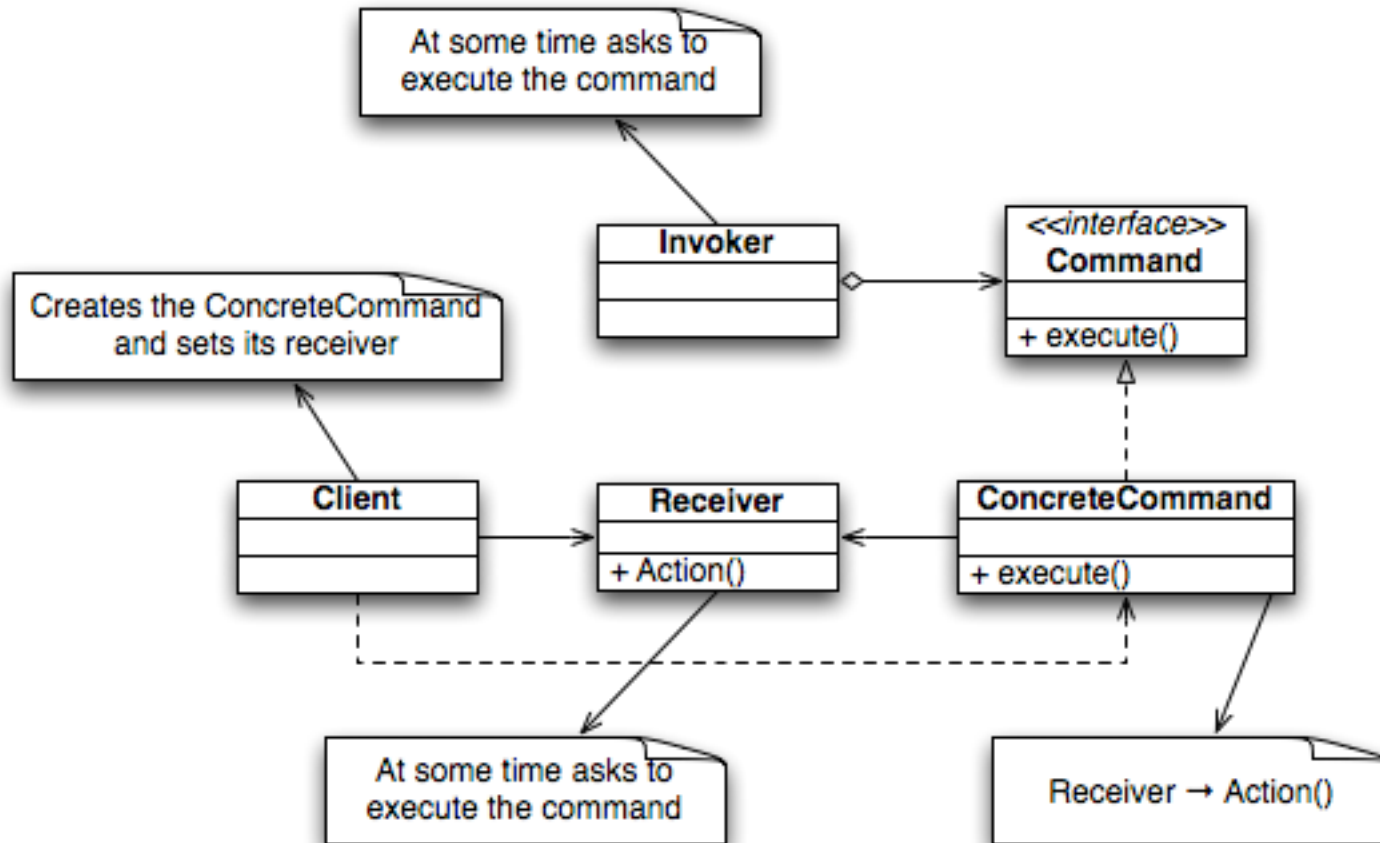 At some time asks to
execute the command
<<interface>>
Command
+ execute()
Invoker
Creates the ConcreteCommand
and sets its receiver
Client
Receiver
+ Action()
ConcreteCommand
+ execute()
At some time asks to
execute the command
Receiver → Action()